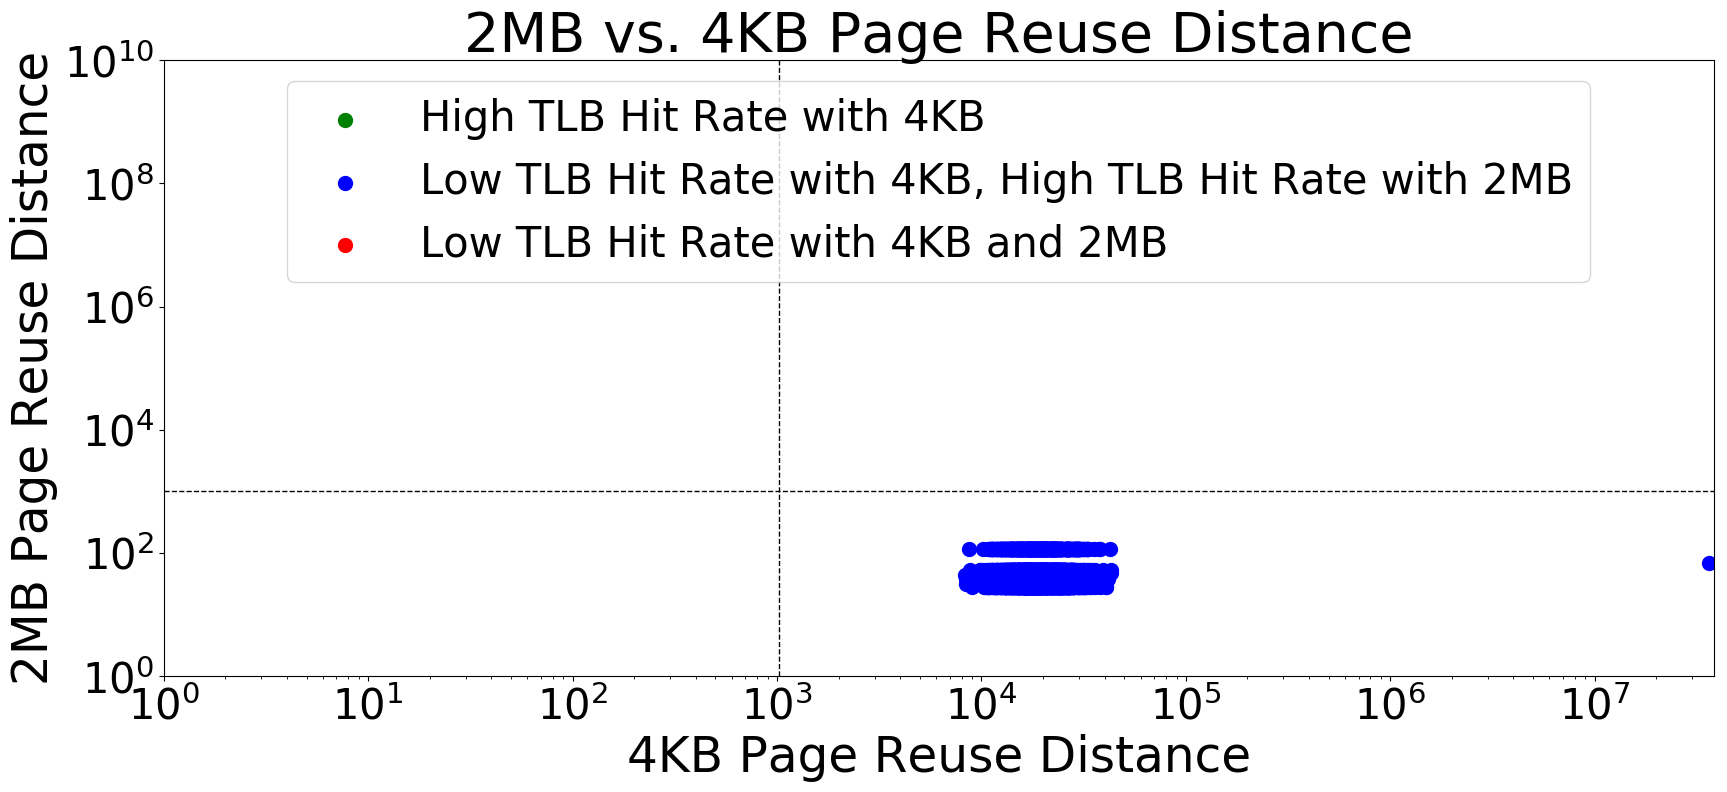 2MB vs. 4KB Page Reuse Distance
2MB Page Reuse Distance
10^10
10^8
10^6
10^4
10^2
10^0
High TLB Hit Rate with 4KB
Low TLB Hit Rate with 4KB, High TLB Hit Rate with 2MB
Low TLB Hit Rate with 4KB and 2MB
10^0 10^1 10^2 10^3 10^4 10^5 10^6 10^7
4KB Page Reuse Distance